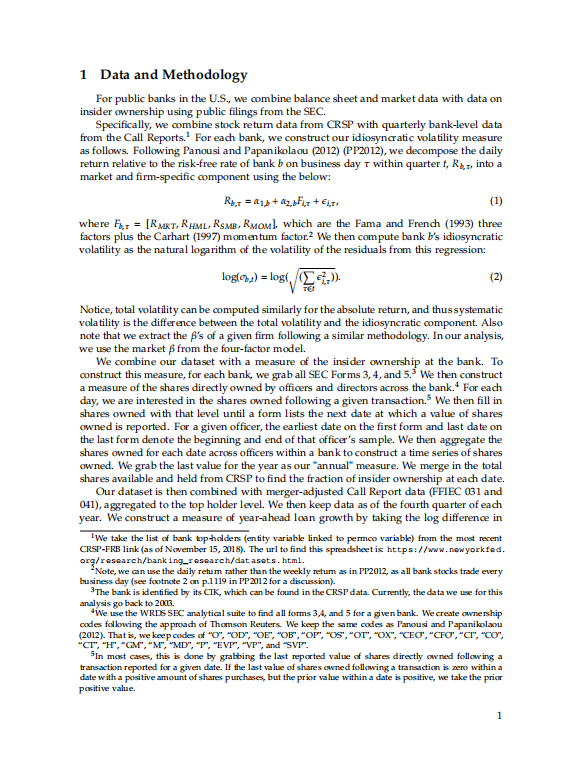 1 Data and Methodology
For public banks in the U.S., we combine balance sheet and market data with data on
insider ownership using public filings from the SEC.
Specifically, we combine stock return data from CRSP with quarterly bank-level data
from the Call Reports.¹ For each bank, we construct our idiosyncratic volatility measure
as follows. Following Panousi and Papanikolaou (2012) (PP2012), we decompose the daily
return relative to the risk-free rate of bank b on business day τ within quarter t, R_{b,τ}, into a
market and firm-specific component using the below:
R_{b,τ} = α_{1,b} + α_{2,b}F_{i,τ} + ϵ_{i,τ}, (1)
where F_{b,τ} = [R_{MKT}, R_{HML}, R_{SMB}, R_{MOM}], which are the Fama and French (1993) three
factors plus the Carhart (1997) momentum factor.² We then compute bank b's idiosyncratic
volatility as the natural logarithm of the volatility of the residuals from this regression:
log(σ_{b,t}) = log(√((∑_{τ∈t} ϵ²_{i,τ})). (2)
Notice, total volatility can be computed similarly for the absolute return, and thus systematic
volatility is the difference between the total volatility and the idiosyncratic component. Also
note that we extract the β's of a given firm following a similar methodology. In our analysis,
we use the market β from the four-factor model.
We combine our dataset with a measure of the insider ownership at the bank. To
construct this measure, for each bank, we grab all SEC Forms 3, 4, and 5.³ We then construct
a measure of the shares directly owned by officers and directors across the bank.⁴ For each
day, we are interested in the shares owned following a given transaction.⁵ We then fill in
shares owned with that level until a form lists the next date at which a value of shares
owned is reported. For a given officer, the earliest date on the first form and last date on
the last form denote the beginning and end of that officer's sample. We then aggregate the
shares owned for each date across officers within a bank to construct a time series of shares
owned. We grab the last value for the year as our "annual" measure. We merge in the total
shares available and held from CRSP to find the fraction of insider ownership at each date.
Our dataset is then combined with merger-adjusted Call Report data (FFIEC 031 and
041), aggregated to the top holder level. We then keep data as of the fourth quarter of each
year. We construct a measure of year-ahead loan growth by taking the log difference in
¹We take the list of bank top-holders (entity variable linked to permco variable) from the most recent
CRSP-FRB link (as of November 15, 2018). The url to find this spreadsheet is https://www.newyorkfed.
org/research/banking_research/datasets.html.
²Note, we can use the daily return rather than the weekly return as in PP2012, as all bank stocks trade every
business day (see footnote 2 on p.1119 in PP2012 for a discussion).
³The bank is identified by its CIK, which can be found in the CRSP data. Currently, the data we use for this
analysis go back to 2003.
⁴We use the WRDS SEC analytical suite to find all forms 3,4, and 5 for a given bank. We create ownership
codes following the approach of Thomson Reuters. We keep the same codes as Panousi and Papanikolaou
(2012). That is, we keep codes of "O", "OD", "OE", "OB", "OP", "OS", "OT", "OX", "CEO", "CFO", "CI", "CO",
"CT", "H", "GM", "M", "MD", "P", "EVP", "VP", and "SVP".
⁵In most cases, this is done by grabbing the last reported value of shares directly owned following a
transaction reported for a given date. If the last value of shares owned following a transaction is zero within a
date with a positive amount of shares purchases, but the prior value within a date is positive, we take the prior
positive value.
1